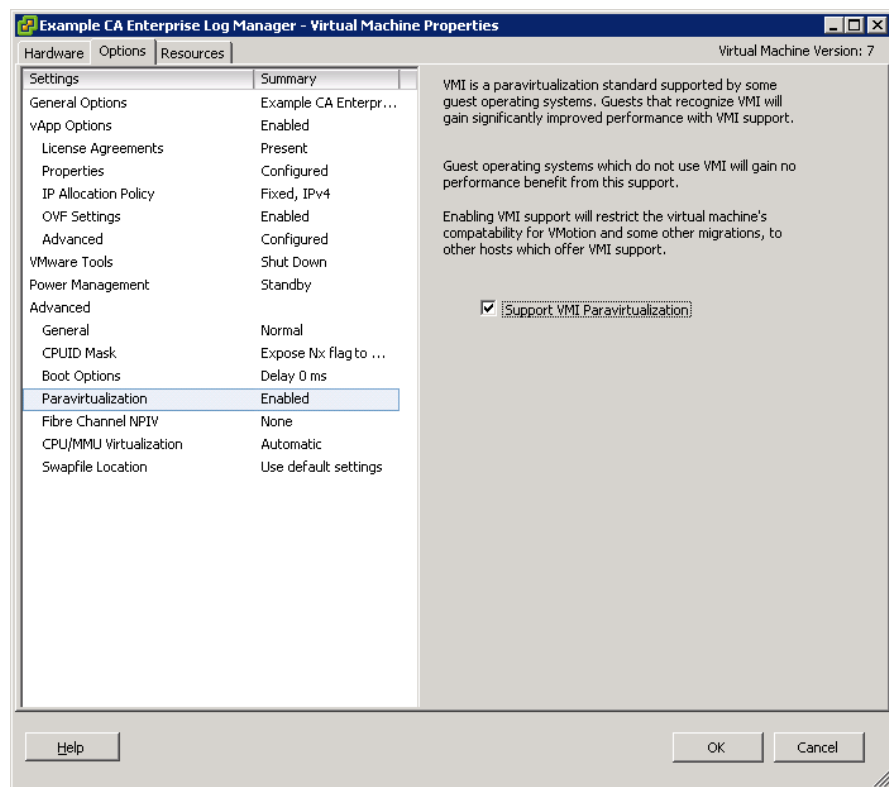 Example CA Enterprise Log Manager - Virtual Machine Properties
Hardware Options Resources Virtual Machine Version: 7
Settings Summary
General Options Example CA Enterpr...
vApp Options Enabled
License Agreements Present
Properties Configured
IP Allocation Policy Fixed, IPv4
OVF Settings Enabled
Advanced Configured
VMware Tools Shut Down
Power Management Standby
Advanced
General Normal
CPUID Mask Expose Nx flag to ...
Boot Options Delay 0 ms
Paravirtualization Enabled
Fibre Channel NPIV None
CPU/MMU Virtualization Automatic
Swapfile Location Use default settings
VMI is a paravirtualization standard supported by some
guest operating systems. Guests that recognize VMI will
gain significantly improved performance with VMI support.
Guest operating systems which do not use VMI will gain no
performance benefit from this support.
Enabling VMI support will restrict the virtual machine's
compatability for VMotion and some other migrations, to
other hosts which offer VMI support.
Support VMI Paravirtualization
Help OK Cancel